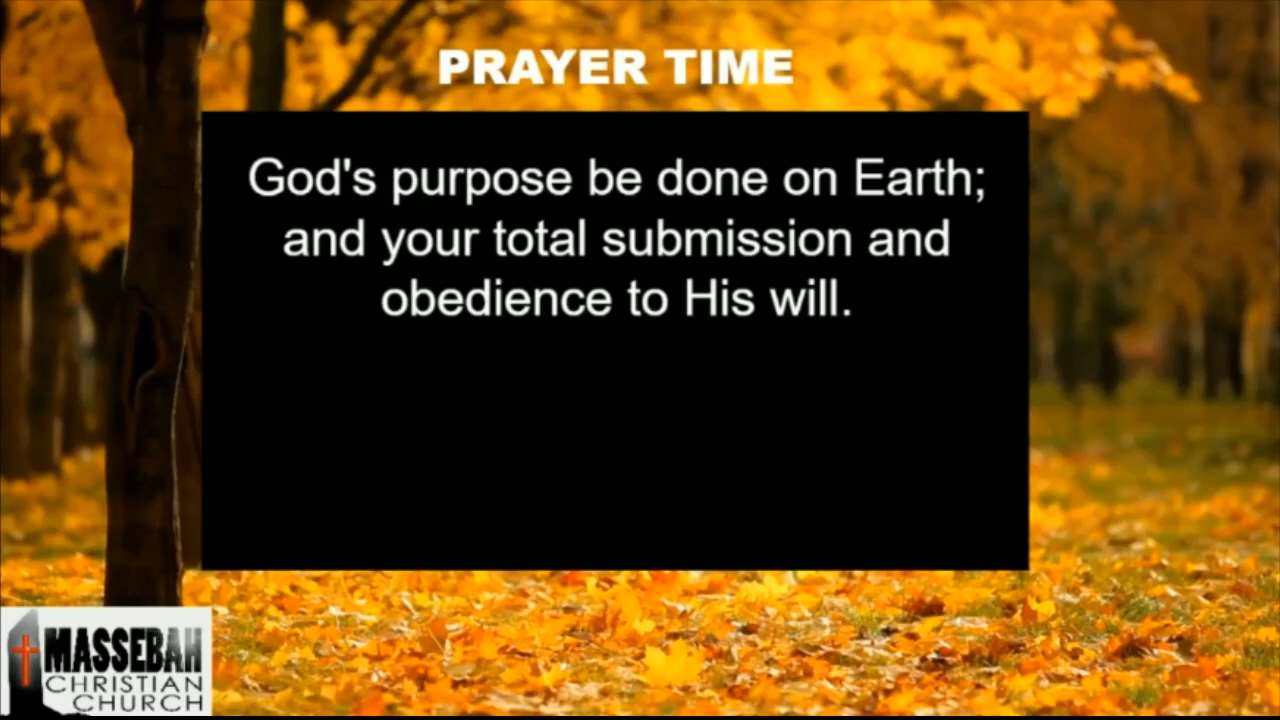 PRAYER TIME
God's purpose be done on Earth;
and your total submission and
obedience to His will.
MASSEBAH
CHRISTIAN
CHURCH